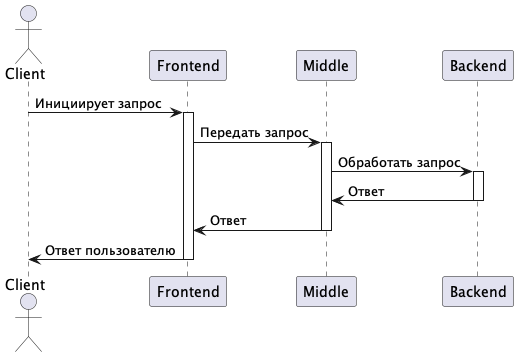 Client
Frontend
Middle
Backend
Инициирует запрос
Передать запрос
Обработать запрос
Ответ
Ответ
Ответ пользователю
Client
Frontend
Middle
Backend